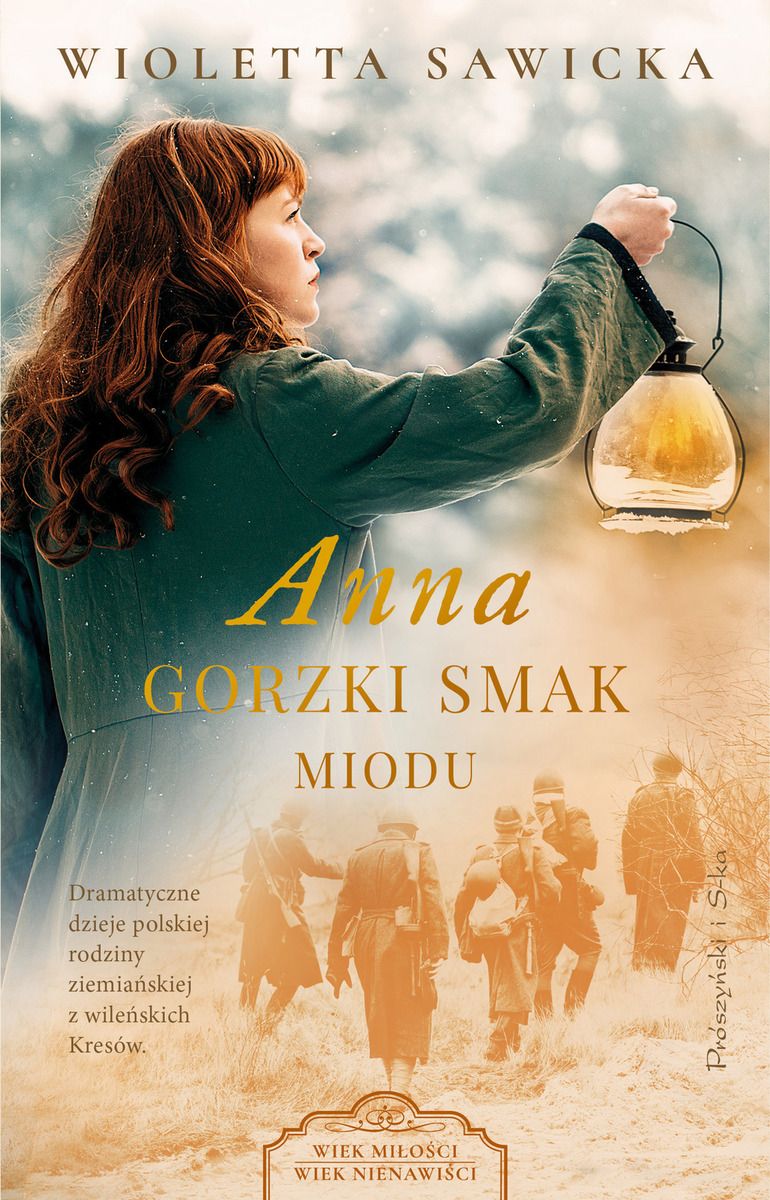 WIOLETTA SAWICKA
Anna
GORZKI SMAK
MIODU
Dramatyczne
dzieje polskiej
rodziny
ziemiańskiej
z wileńskich
Kresów.
Prószyński i S-ka
WIEK MIŁOŚCI
WIEK NIENAWIŚCI